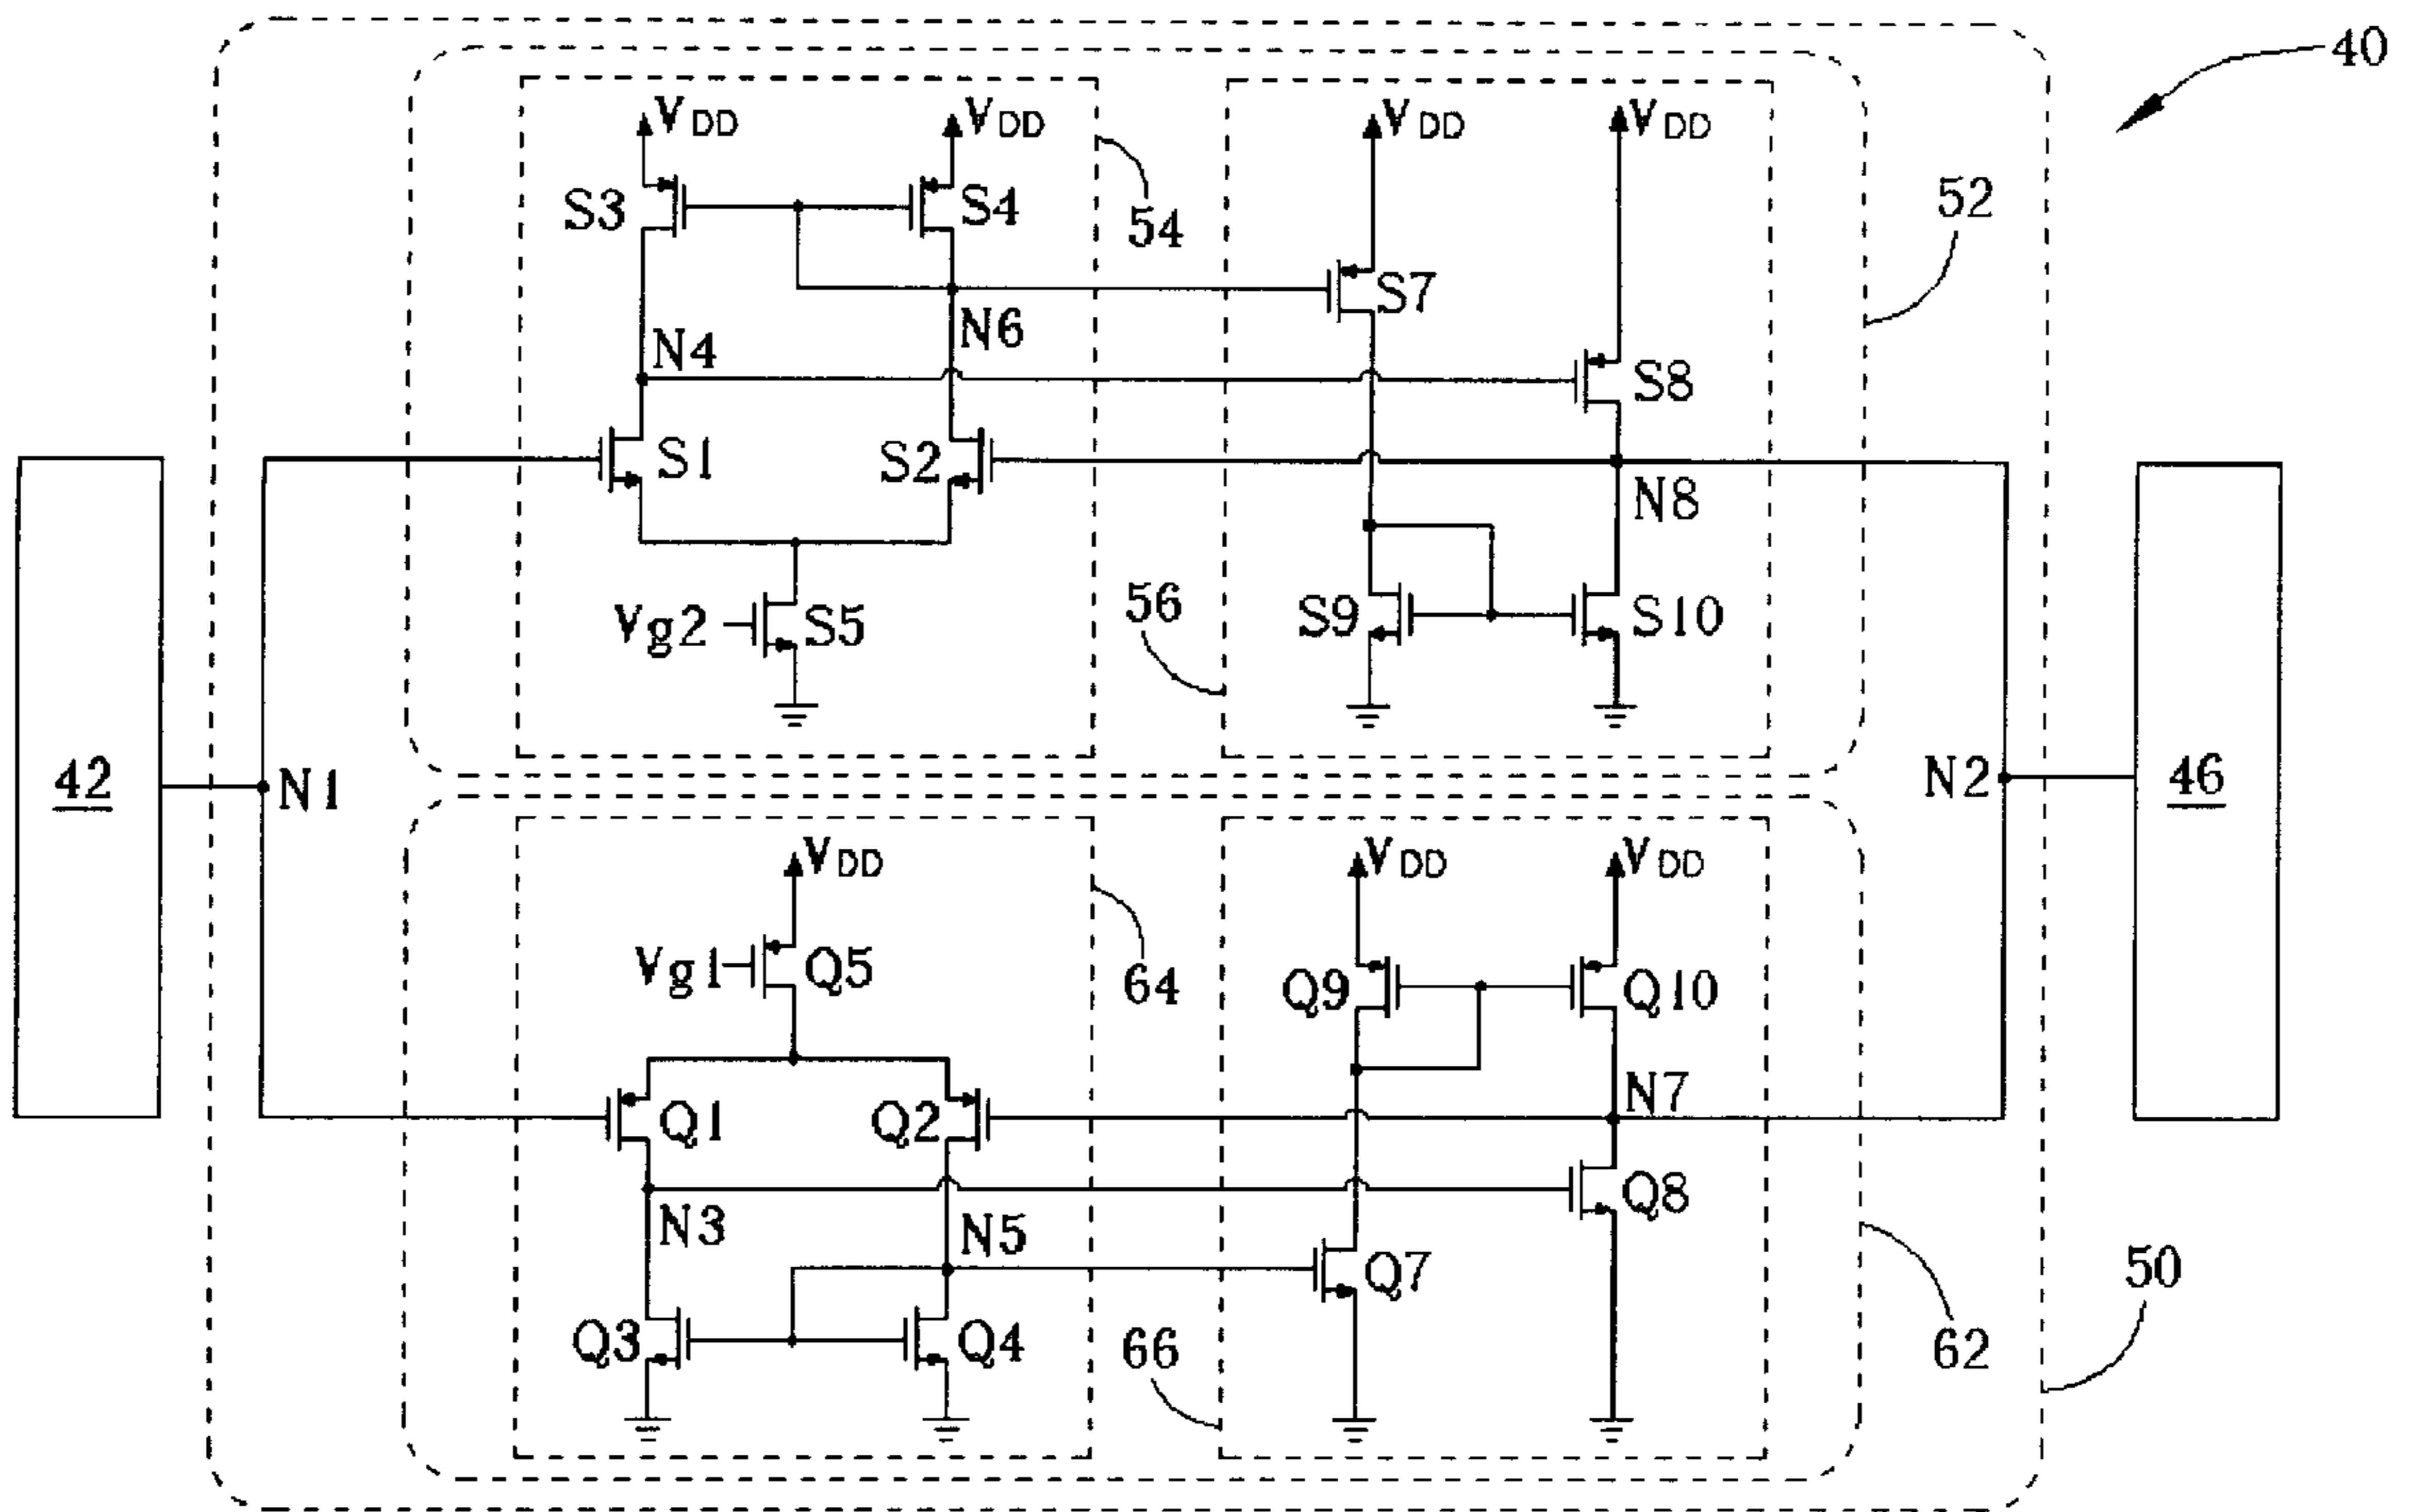 40
VDD VDD VDD VDD
S3 S4 54 52
S7
N6
N4 S8
S1 S2
N8
56
Vg2 S5 S9 S10
42 N1 N2 46
VDD VDD VDD
Vg1 Q5 64 Q9 Q10
N7
Q1 Q2
Q8
N3 N5
Q7 50
Q3 Q4 66 62